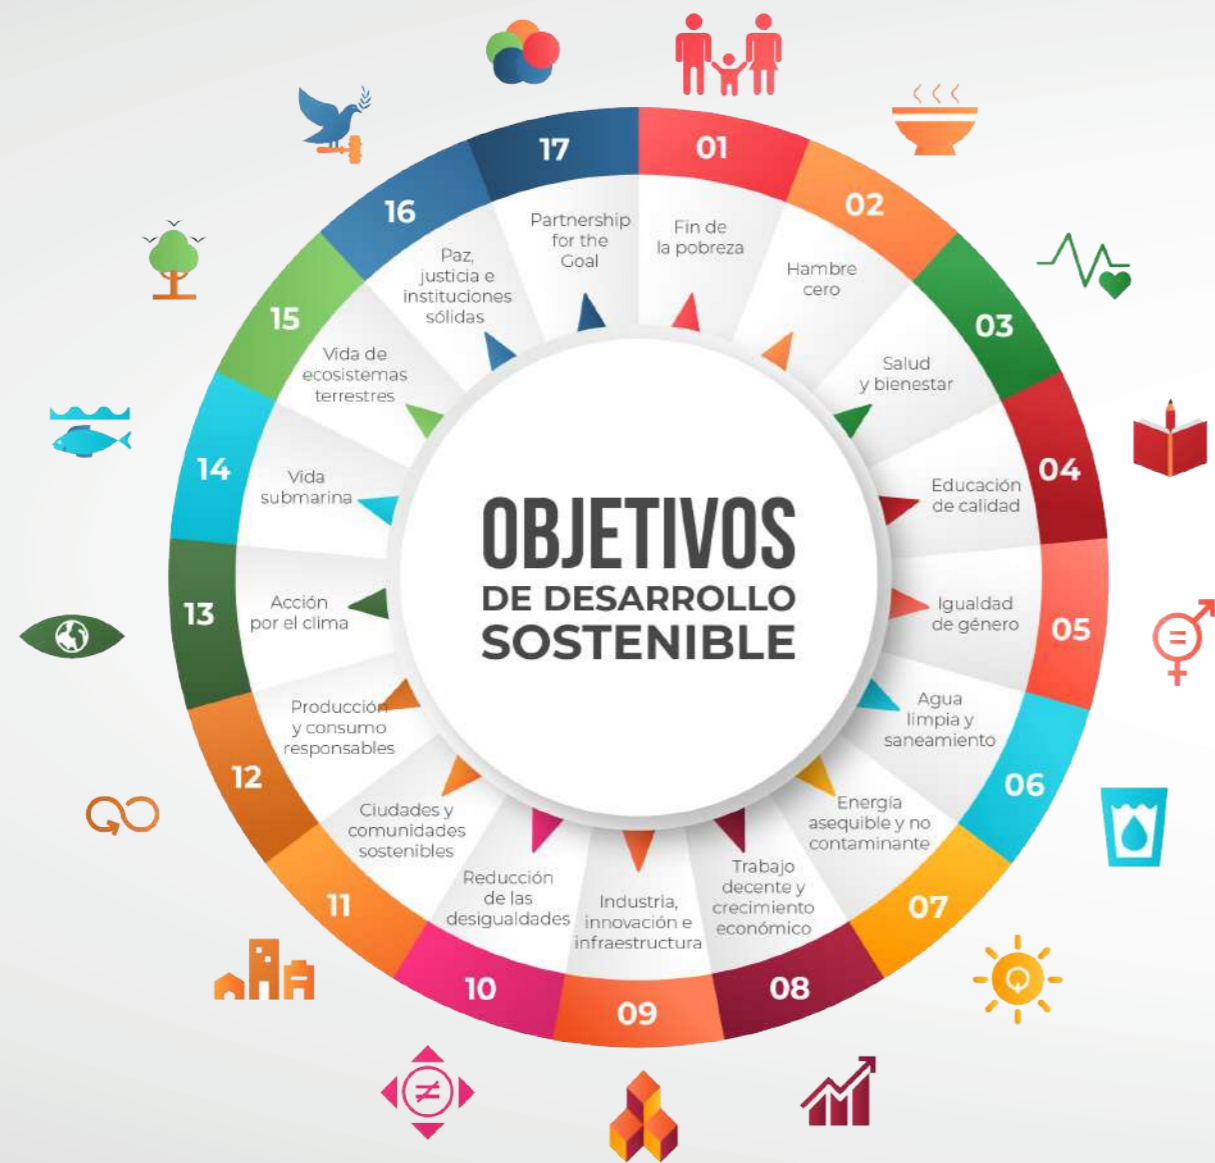 OBJETIVOS
DE DESARROLLO
SOSTENIBLE
01
Fin de
la pobreza
02
Hambre
cero
03
Salud
y bienestar
04
Educación
de calidad
05
Igualdad
de género
06
Agua
limpia y
saneamiento
07
Energía
asequible y no
contaminante
08
Trabajo
decente y
crecimiento
económico
09
Industria,
innovación e
infraestructura
10
Reducción
de las
desigualdades
11
Ciudades y
comunidades
sostenibles
12
Producción
y consumo
responsables
13
Acción
por el clima
14
Vida
submarina
15
Vida de
ecosistemas
terrestres
16
Paz,
justicia e
instituciones
sólidas
17
Partnership
for the
Goal